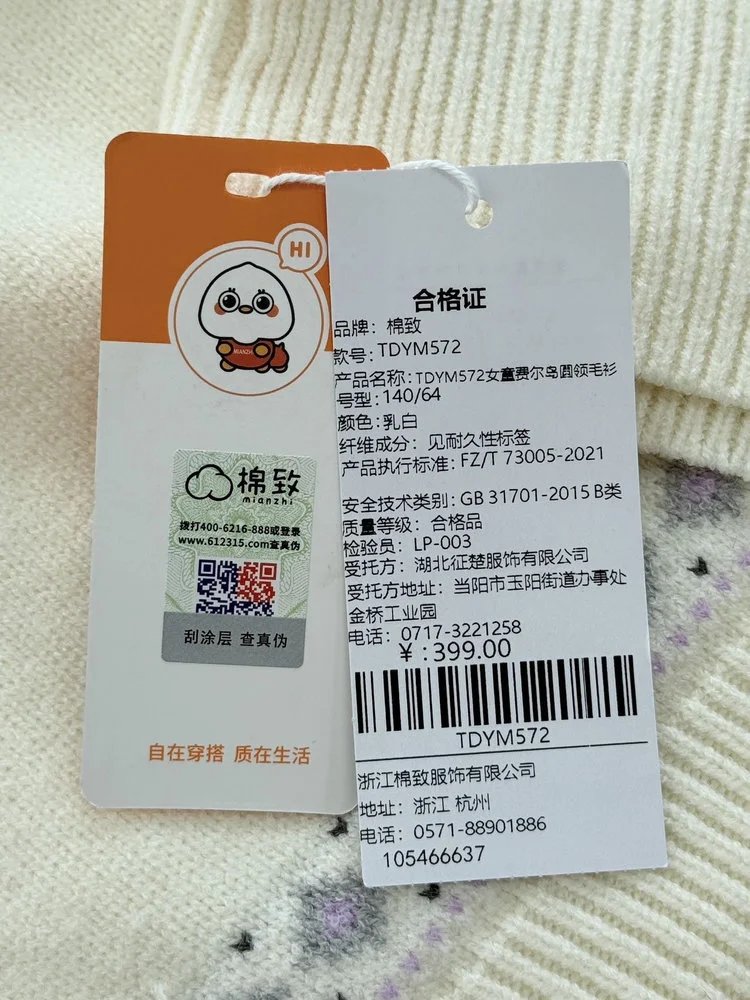 HI
MIANZHI
棉致
mianzhi
拨打400-6216-888或登录
www.612315.com查真伪
刮涂层 查真伪
自在穿搭 质在生活
合格证
品牌：棉致
款号：TDYM572
产品名称：TDYM572女童费尔岛圆领毛衫
号型：140/64
颜色：乳白
纤维成分：见耐久性标签
产品执行标准：FZ/T 73005-2021
安全技术类别：GB 31701-2015 B类
质量等级：合格品
检验员：LP-003
受托方：湖北征楚服饰有限公司
受托方地址：当阳市玉阳街道办事处
金桥工业园
电话：0717-3221258
￥:399.00
TDYM572
浙江棉致服饰有限公司
地址：浙江 杭州
电话：0571-88901886
105466637